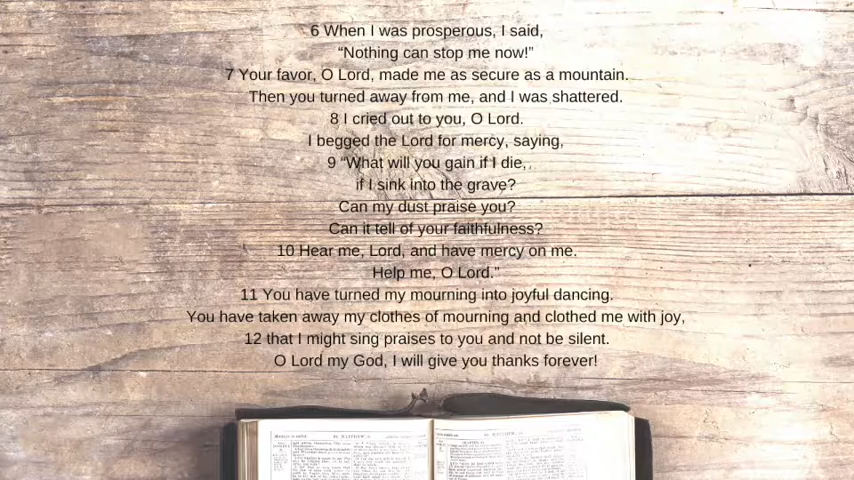 6 When I was prosperous, I said,
“Nothing can stop me now!”
7 Your favor, O Lord, made me as secure as a mountain.
Then you turned away from me, and I was shattered.
8 I cried out to you, O Lord.
I begged the Lord for mercy, saying,
9 “What will you gain if I die,
if I sink into the grave?
Can my dust praise you?
Can it tell of your faithfulness?
10 Hear me, Lord, and have mercy on me.
Help me, O Lord.”
11 You have turned my mourning into joyful dancing.
You have taken away my clothes of mourning and clothed me with joy,
12 that I might sing praises to you and not be silent.
O Lord my God, I will give you thanks forever!